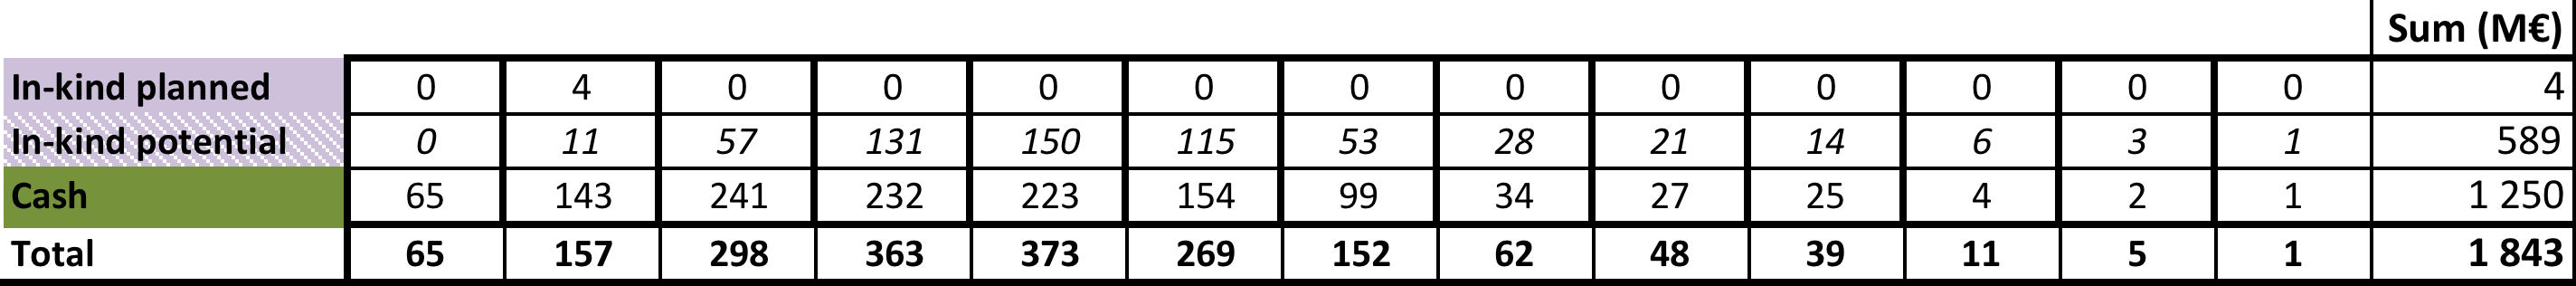 Sum (M€)
In-kind planned 0 4 0 0 0 0 0 0 0 0 0 0 0 4
In-kind potential 0 11 57 131 150 115 53 28 21 14 6 3 1 589
Cash 65 143 241 232 223 154 99 34 27 25 4 2 1 1 250
Total 65 157 298 363 373 269 152 62 48 39 11 5 1 1 843